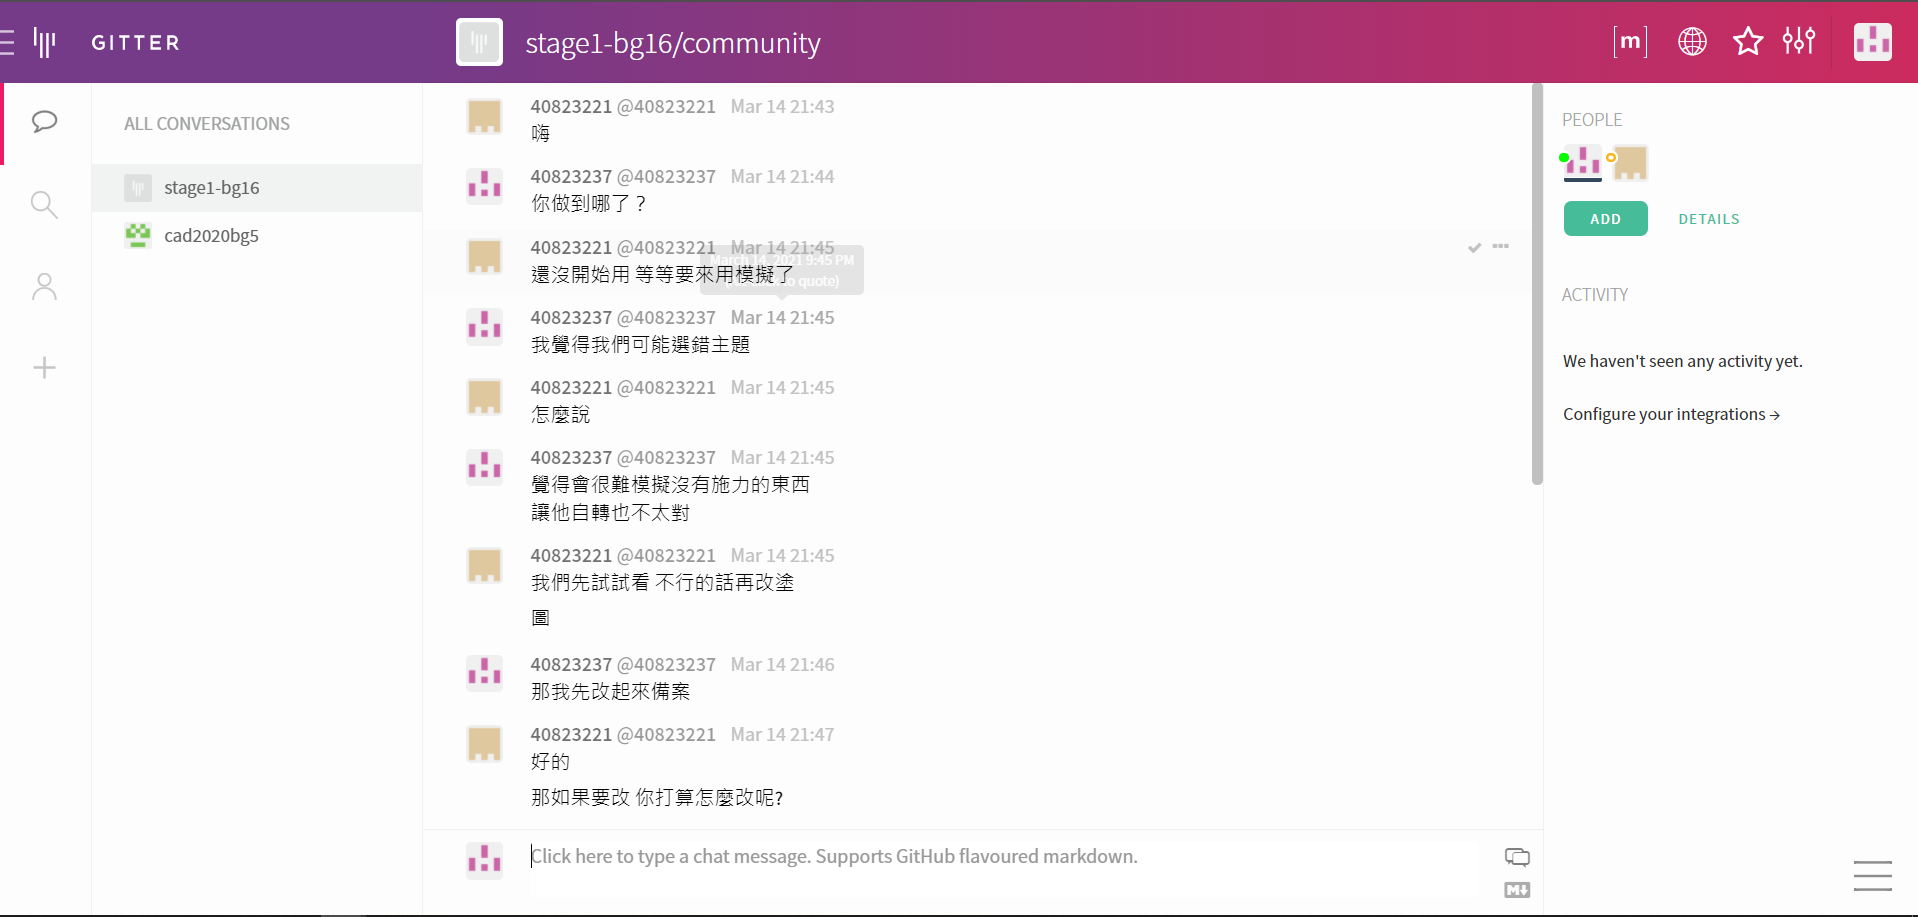 GITTER
stage1-bg16/community
[m]
ALL CONVERSATIONS
stage1-bg16
cad2020bg5
40823221 @40823221 Mar 14 21:43
嗨
40823237 @40823237 Mar 14 21:44
你做到哪了？
40823221 @40823221 Mar 14 21:45
March 14, 2021 9:45 PM
還沒開始用 等等要來用模擬了
to quote)
40823237 @40823237 Mar 14 21:45
我覺得我們可能選錯主題
40823221 @40823221 Mar 14 21:45
怎麼說
40823237 @40823237 Mar 14 21:45
覺得會很難模擬沒有施力的東西
讓他自轉也不太對
40823221 @40823221 Mar 14 21:45
我們先試試看 不行的話再改塗
圖
40823237 @40823237 Mar 14 21:46
那我先改起來備案
40823221 @40823221 Mar 14 21:47
好的
那如果要改 你打算怎麼改呢?
Click here to type a chat message. Supports GitHub flavoured markdown.
M
PEOPLE
ADD DETAILS
ACTIVITY
We haven't seen any activity yet.
Configure your integrations →